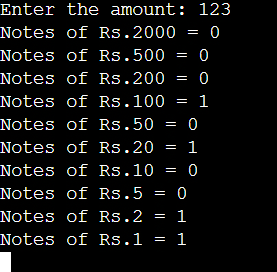 Enter the amount: 123
Notes of Rs.2000 = 0
Notes of Rs.500 = 0
Notes of Rs.200 = 0
Notes of Rs.100 = 1
Notes of Rs.50 = 0
Notes of Rs.20 = 1
Notes of Rs.10 = 0
Notes of Rs.5 = 0
Notes of Rs.2 = 1
Notes of Rs.1 = 1